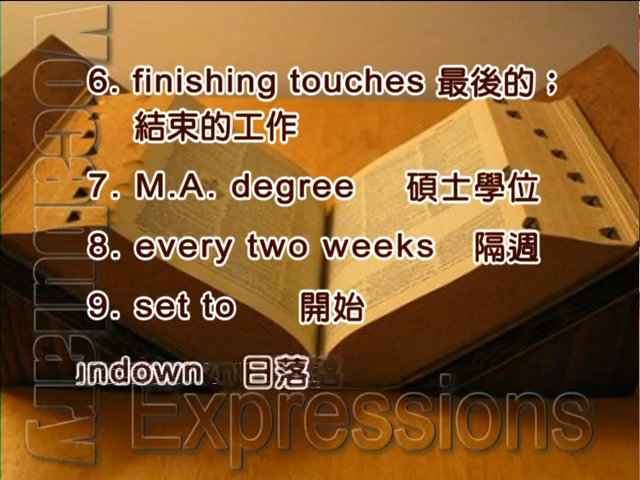 Vocabulary
6. finishing touches 最後的；
結束的工作
7. M.A. degree 碩士學位
8. every two weeks 隔週
9. set to 開始
日落
Expressions